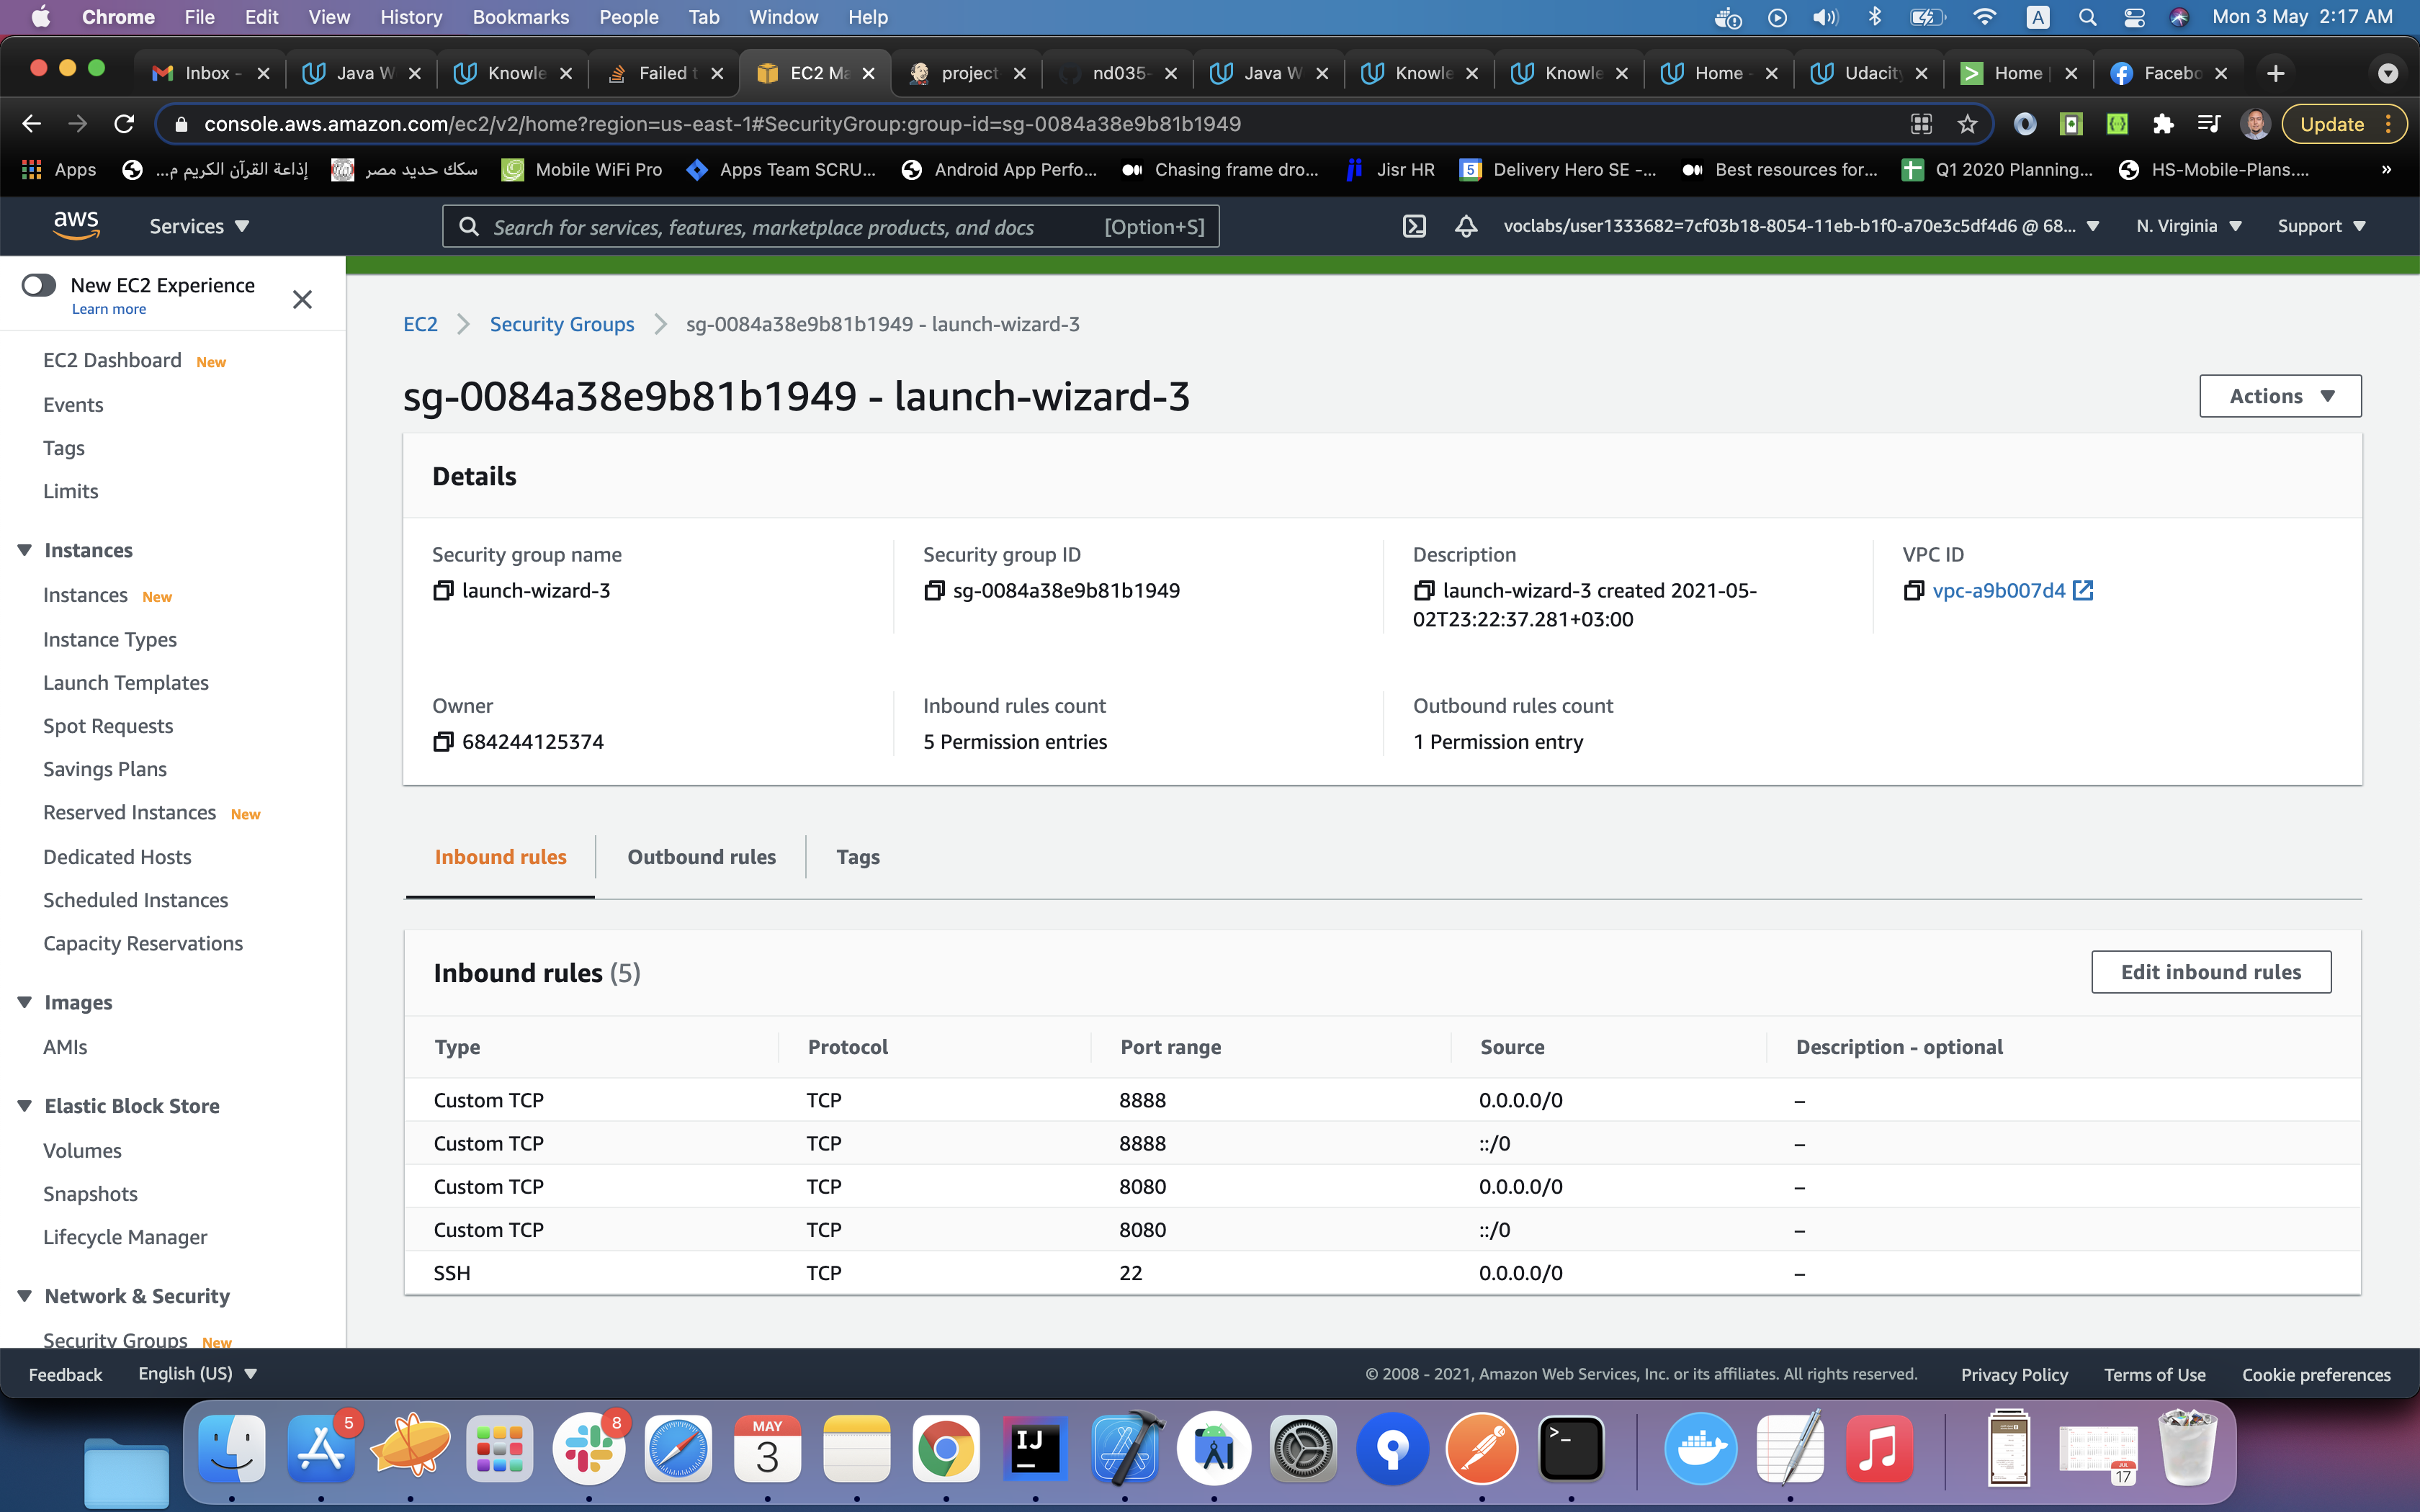 Chrome File Edit View History Bookmarks People Tab Window Help A Mon 3 May 2:17 AM
Inbox - Java W Knowle Failed t EC2 Ma project nd035- Java W Knowle Knowle Home - Udacity Home | Facebo
console.aws.amazon.com/ec2/v2/home?region=us-east-1#SecurityGroup:group-id=sg-0084a38e9b81b1949 Update
Apps إذاعة القرآن الكريم م... سكك حديد مصر Mobile WiFi Pro Apps Team SCRU... Android App Perfo... Chasing frame dro... Jisr HR 5 Delivery Hero SE -... Best resources for... Q1 2020 Planning... HS-Mobile-Plans.... »
aws Services Search for services, features, marketplace products, and docs [Option+S] voclabs/user1333682=7cf03b18-8054-11eb-b1f0-a70e3c5df4d6 @ 68... N. Virginia Support
New EC2 Experience
Learn more
EC2 Dashboard New
Events
Tags
Limits
Instances
Instances New
Instance Types
Launch Templates
Spot Requests
Savings Plans
Reserved Instances New
Dedicated Hosts
Scheduled Instances
Capacity Reservations
Images
AMIs
Elastic Block Store
Volumes
Snapshots
Lifecycle Manager
Network & Security
Security Groups New
EC2 > Security Groups > sg-0084a38e9b81b1949 - launch-wizard-3
sg-0084a38e9b81b1949 - launch-wizard-3 Actions
Details
Security group name Security group ID Description VPC ID
launch-wizard-3 sg-0084a38e9b81b1949 launch-wizard-3 created 2021-05- vpc-a9b007d4
02T23:22:37.281+03:00
Owner Inbound rules count Outbound rules count
684244125374 5 Permission entries 1 Permission entry
Inbound rules Outbound rules Tags
Inbound rules (5) Edit inbound rules
Type Protocol Port range Source Description - optional
Custom TCP TCP 8888 0.0.0.0/0 –
Custom TCP TCP 8888 ::/0 –
Custom TCP TCP 8080 0.0.0.0/0 –
Custom TCP TCP 8080 ::/0 –
SSH TCP 22 0.0.0.0/0 –
Feedback English (US) © 2008 - 2021, Amazon Web Services, Inc. or its affiliates. All rights reserved. Privacy Policy Terms of Use Cookie preferences
5 8 MAY 3 IJ >_ JUL 17